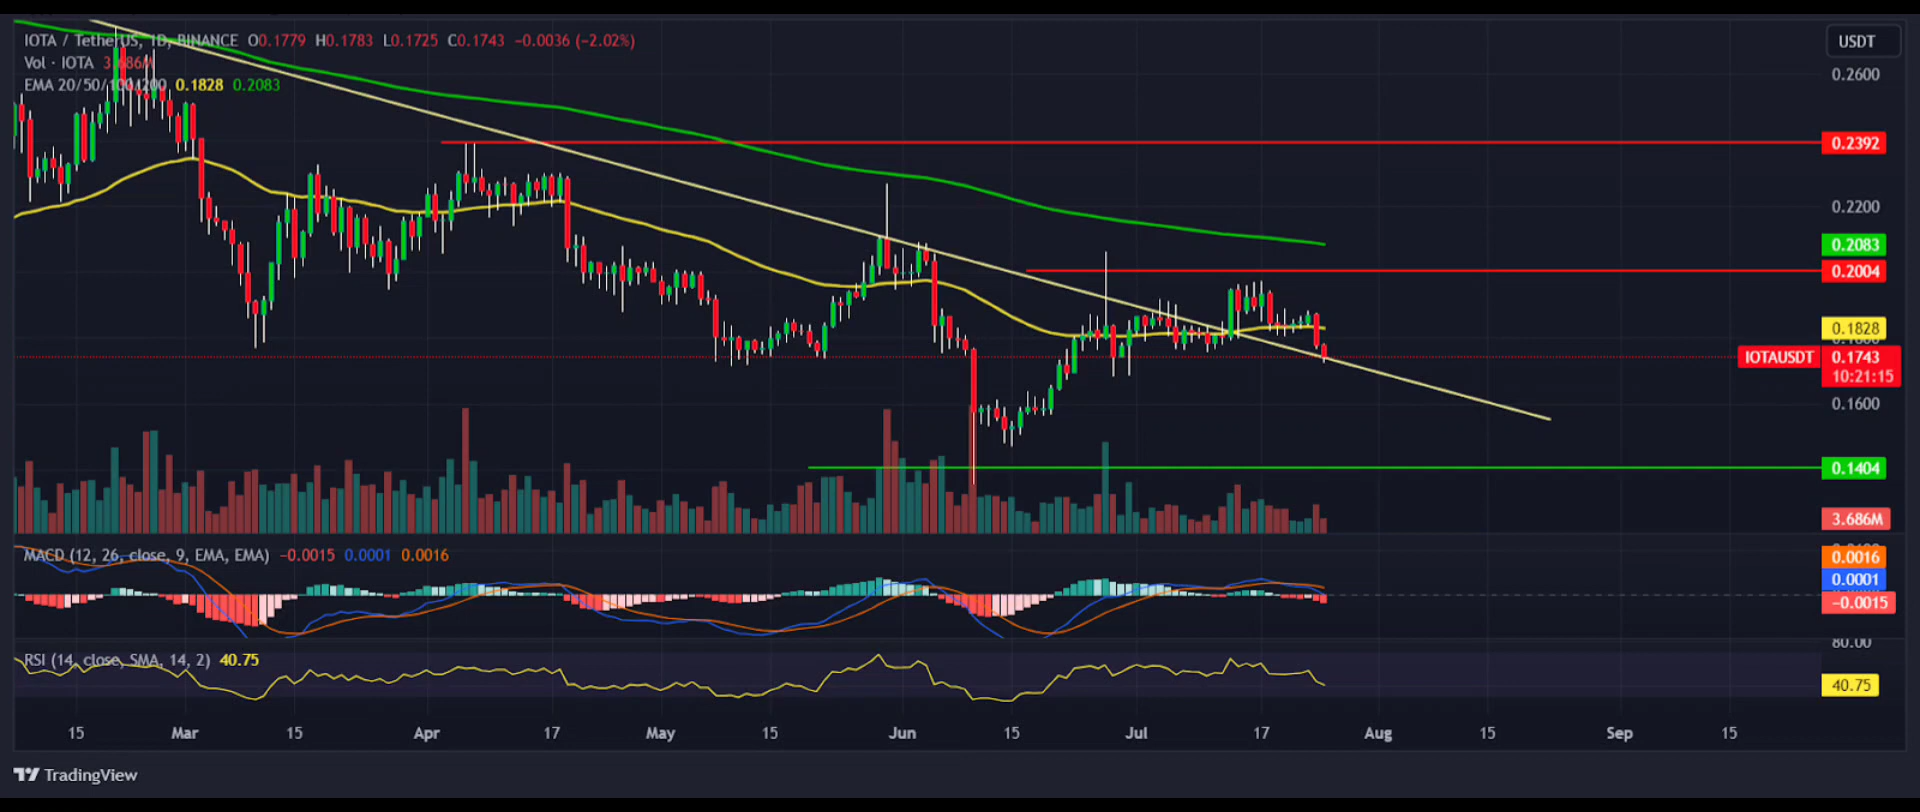 IOTA / TetherUS, 1D, BINANCE O0.1779 H0.1783 L0.1725 C0.1743 −0.0036 (−2.02%)
USDT
Vol · IOTA 3.686M
EMA 20/50/100/200 0.1828 0.2083
0.2600
0.2392
0.2200
0.2083
0.2004
0.1828
0.1800
IOTAUSDT 0.1743
10:21:15
0.1600
0.1404
3.686M
MACD (12, 26, close, 9, EMA, EMA) −0.0015 0.0001 0.0016
0.0016
0.0001
−0.0015
80.00
RSI (14, close, SMA, 14, 2) 40.75
40.75
15 Mar 15 Apr 17 May 15 Jun 15 Jul 17 Aug 15 Sep 15
TradingView